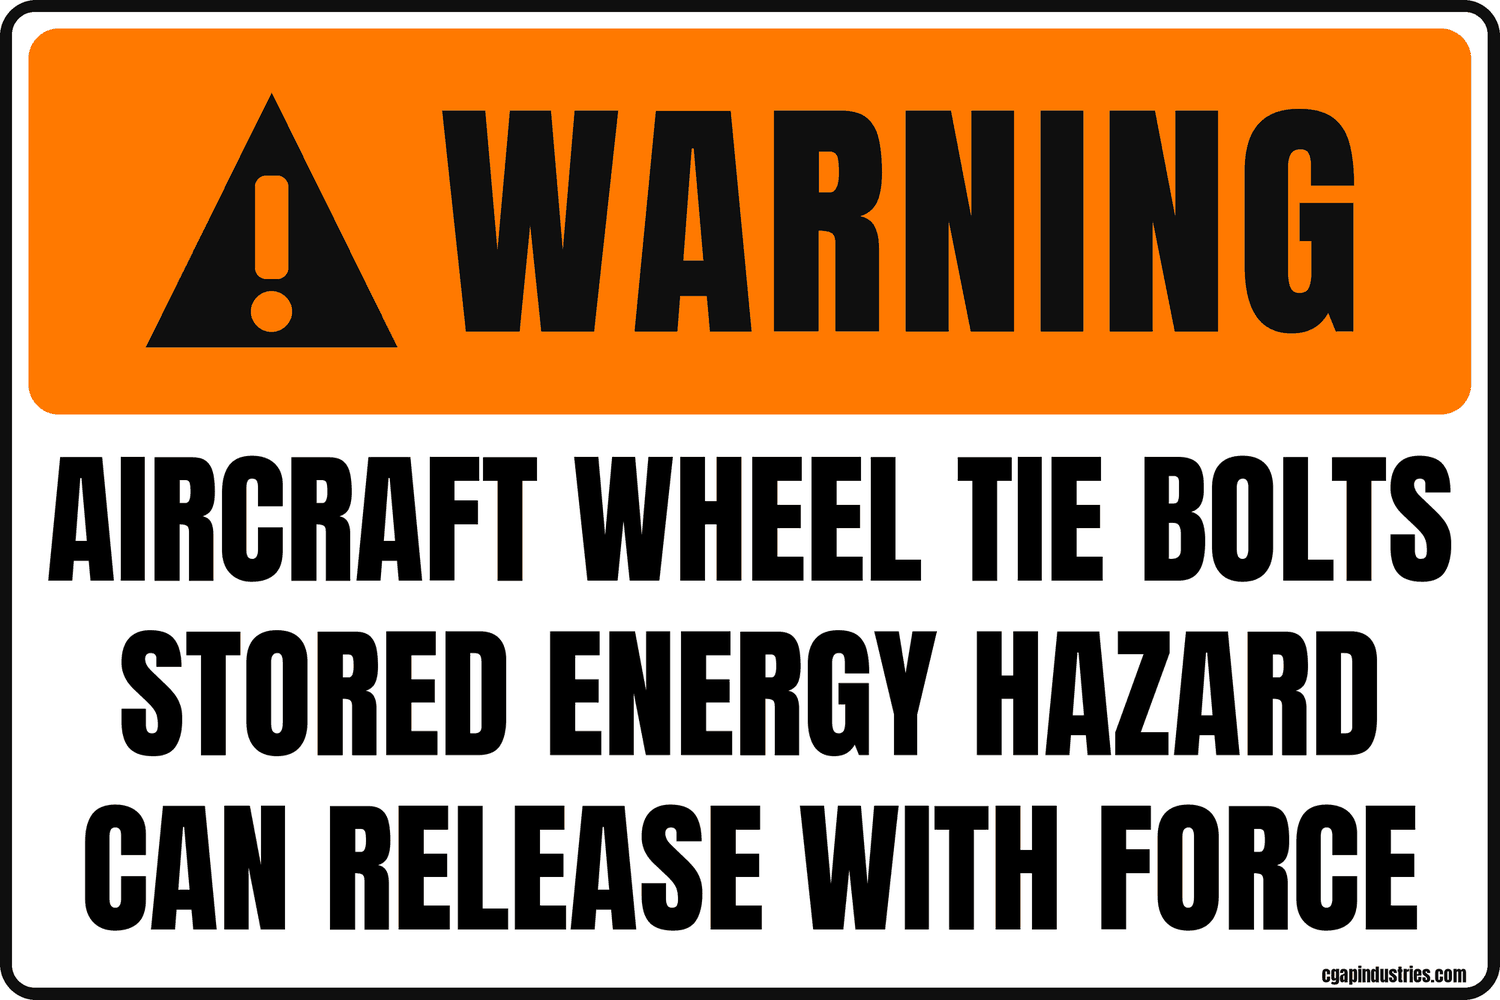 WARNING
AIRCRAFT WHEEL TIE BOLTS
STORED ENERGY HAZARD
CAN RELEASE WITH FORCE
cgapindustries.com